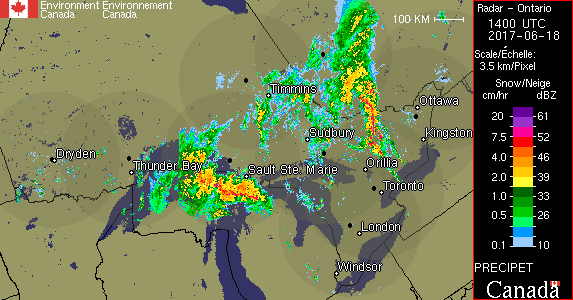 Environment Environnement
Canada Canada
100 KM
Timmins
Ottawa
Sudbury
Kingston
Dryden
Thunder Bay
Sault Ste. Marie
Orillia
Toronto
London
Windsor
Radar - Ontario
1400 UTC
2017-06-18
Scale/Échelle:
3.5 km/Pixel
Snow/Neige
cm/hr dBZ
20 61
7.5 52
4.0 46
2.0 39
1.0 33
0.5 26
0.1 10
PRECIPET
Canada